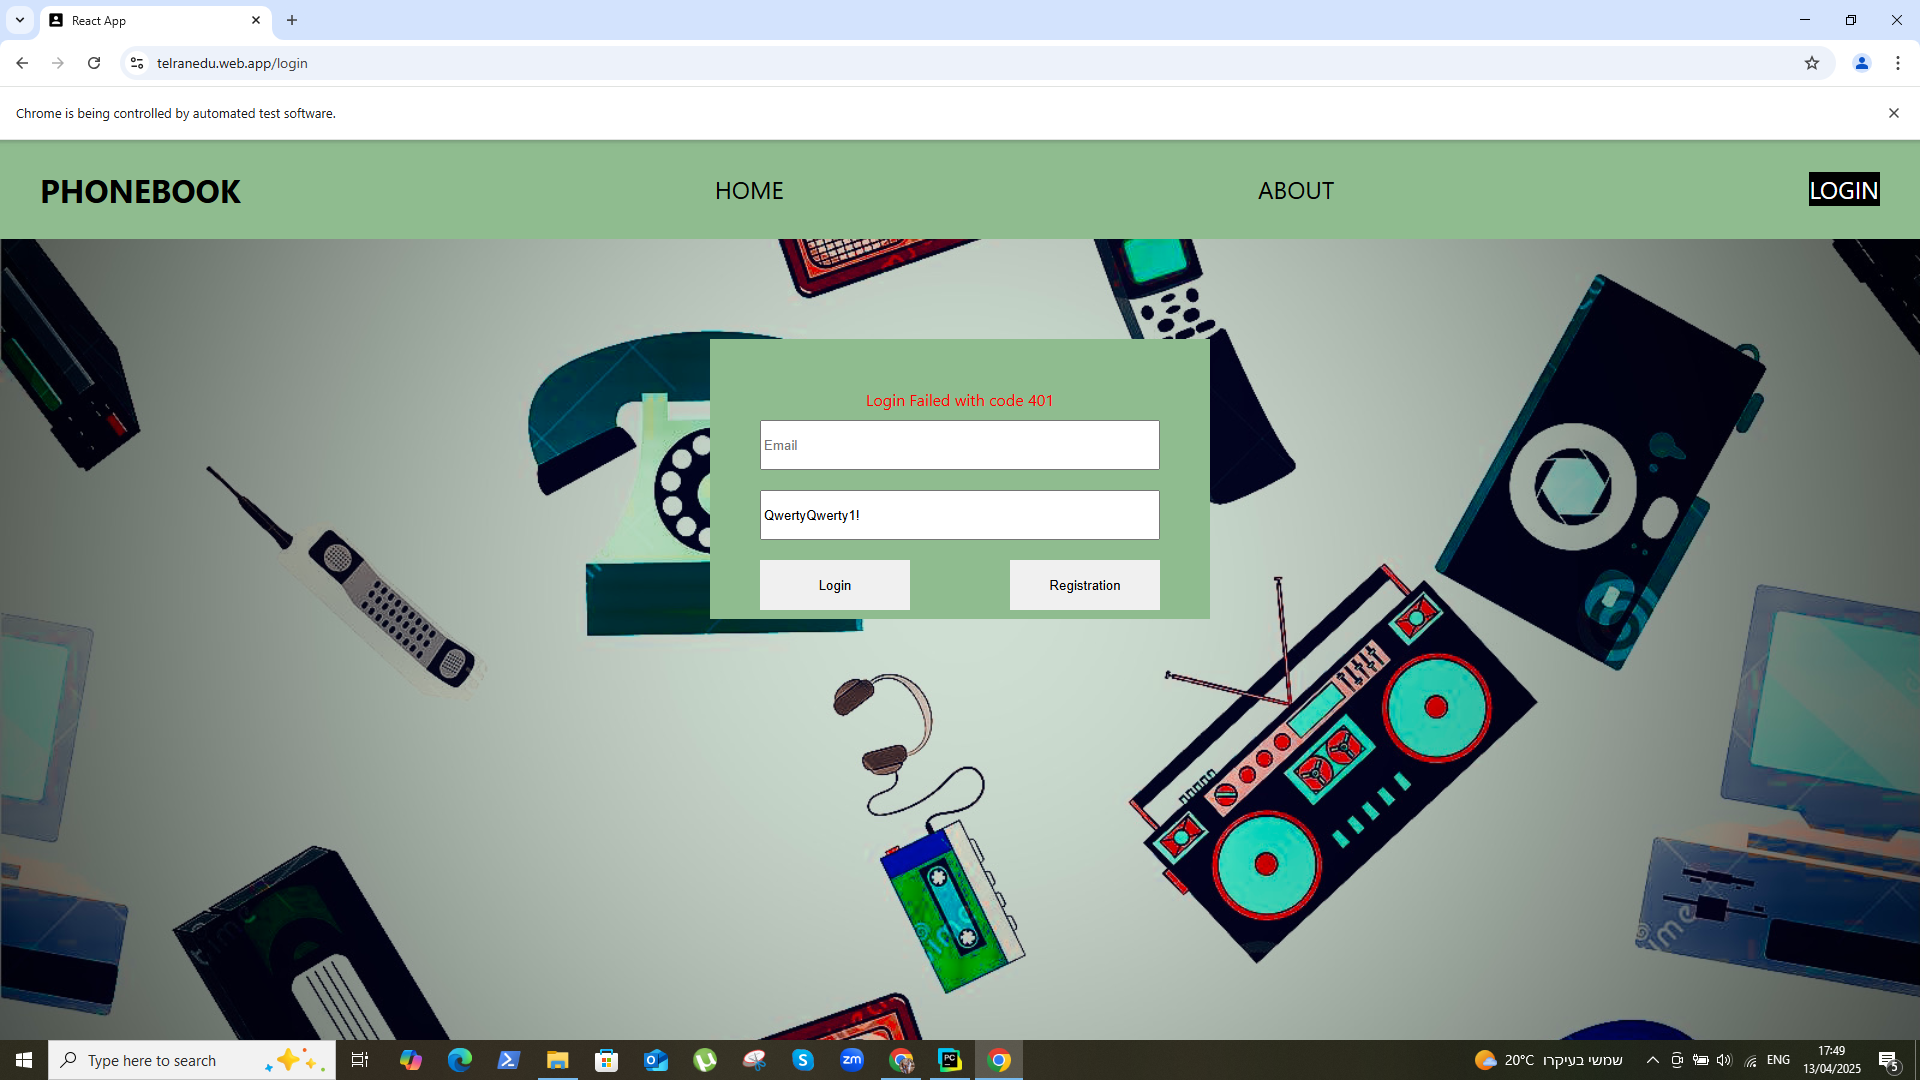 React App
telranedu.web.app/login
Chrome is being controlled by automated test software.
PHONEBOOK
HOME
ABOUT
LOGIN
Login Failed with code 401
Email
QwertyQwerty1!
Login
Registration
Type here to search
20°C שמשי בעיקרו
ENG
17:49
13/04/2025
5